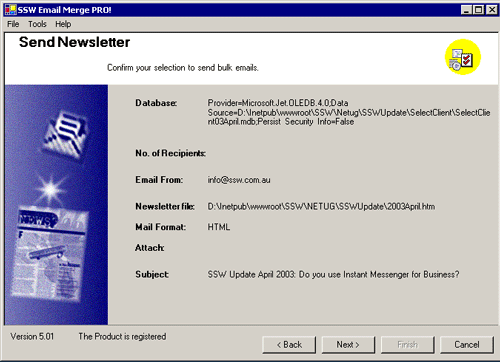 SSW Email Merge PRO!
File Tools Help
Send Newsletter
Confirm your selection to send bulk emails.
Database: Provider=Microsoft.Jet.OLEDB.4.0;Data
Source=D:\Inetpub\wwwroot\SSW\Netug\SSWUpdate\SelectClient\SelectClie
nt03April.mdb;Persist Security Info=False
No. of Recipients:
Email From: info@ssw.com.au
Newsletter file: D:\Inetpub\wwwroot\SSW\NETUG\SSWUpdate\2003April.htm
Mail Format: HTML
Attach:
Subject: SSW Update April 2003: Do you use Instant Messenger for Business?
Version 5.01 The Product is registered
< Back Next > Finish Cancel